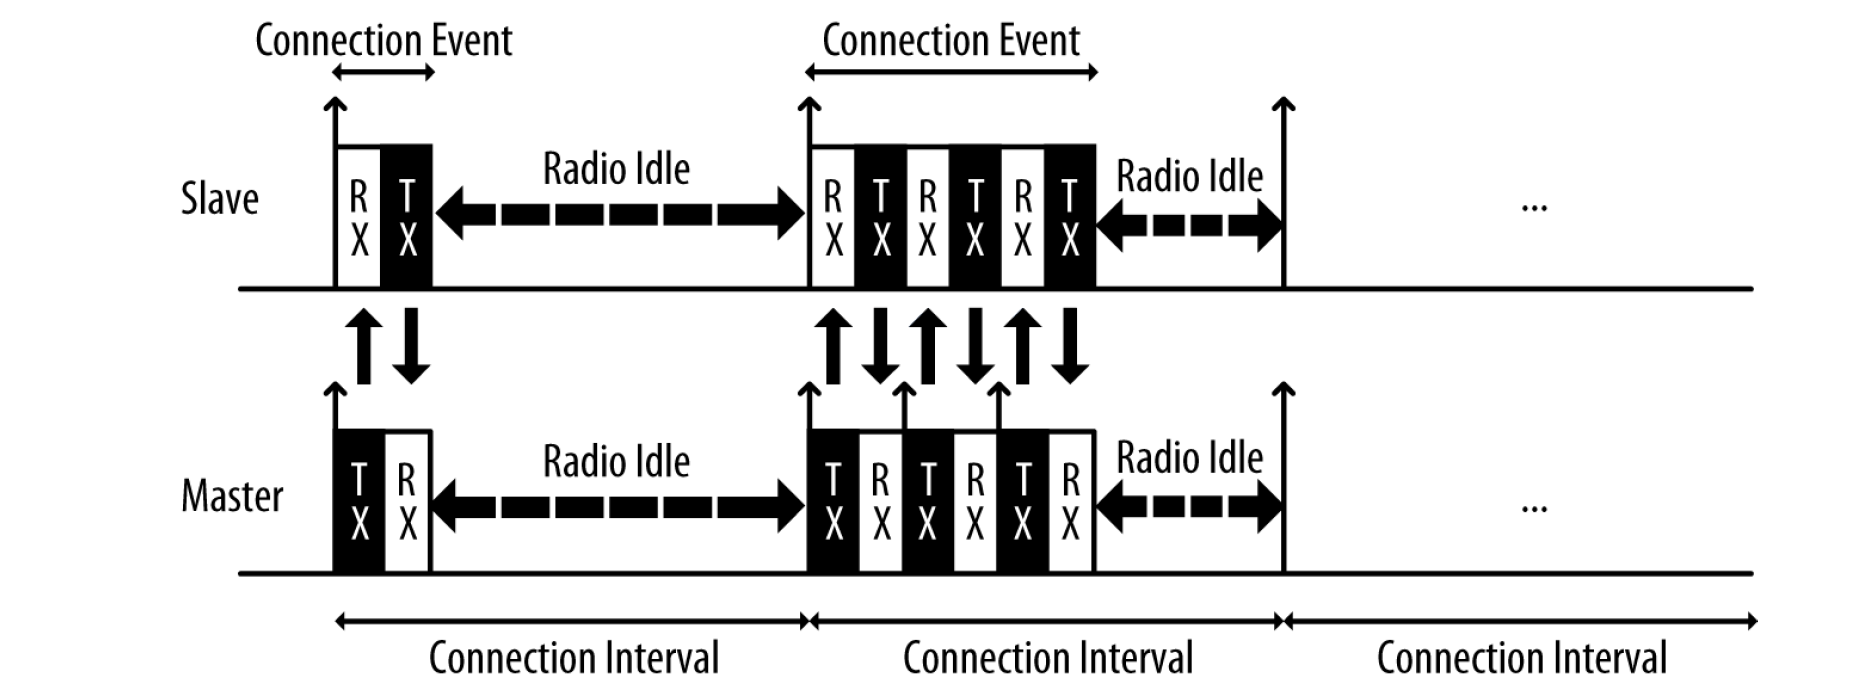 Connection Event
Connection Event
Slave
R
X
T
X
Radio Idle
R
X
T
X
R
X
T
X
R
X
T
X
Radio Idle
...
Master
T
X
R
X
Radio Idle
T
X
R
X
T
X
R
X
T
X
R
X
Radio Idle
...
Connection Interval
Connection Interval
Connection Interval